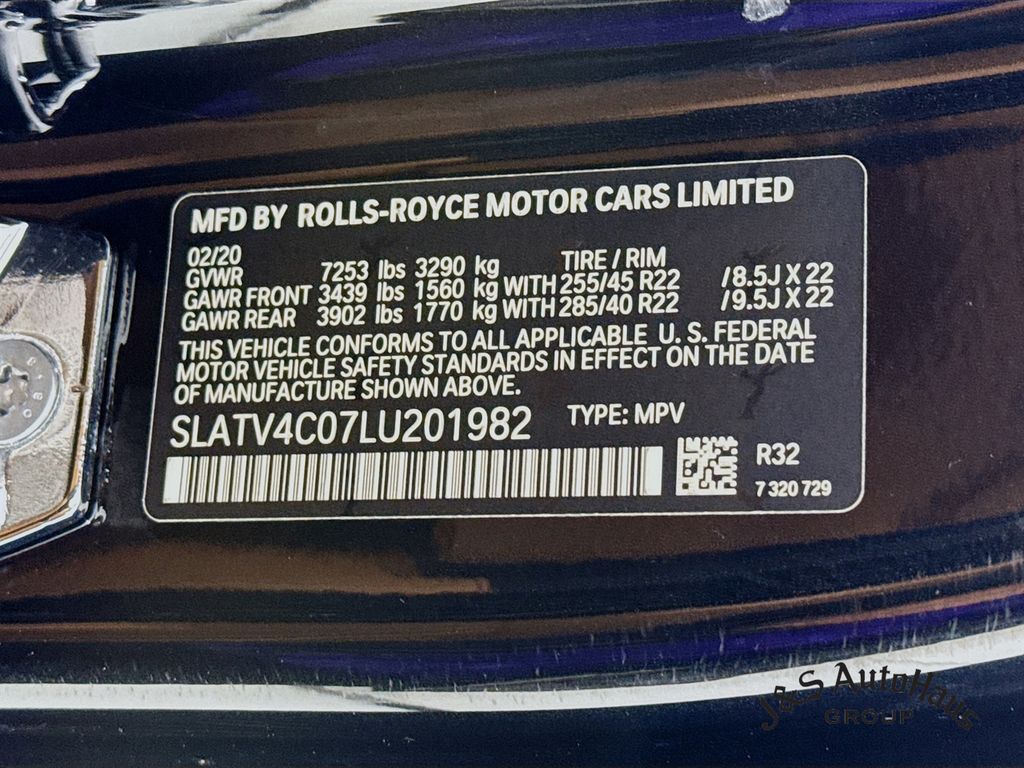 MFD BY ROLLS-ROYCE MOTOR CARS LIMITED
02/20 TIRE / RIM
GVWR 7253 lbs 3290 kg
GAWR FRONT 3439 lbs 1560 kg WITH 255/45 R22 /8.5J X 22
GAWR REAR 3902 lbs 1770 kg WITH 285/40 R22 /9.5J X 22
THIS VEHICLE CONFORMS TO ALL APPLICABLE U. S. FEDERAL
MOTOR VEHICLE SAFETY STANDARDS IN EFFECT ON THE DATE
OF MANUFACTURE SHOWN ABOVE.
SLATV4C07LU201982 TYPE: MPV
R32
7 320 729
J&S AutoHaus
GROUP